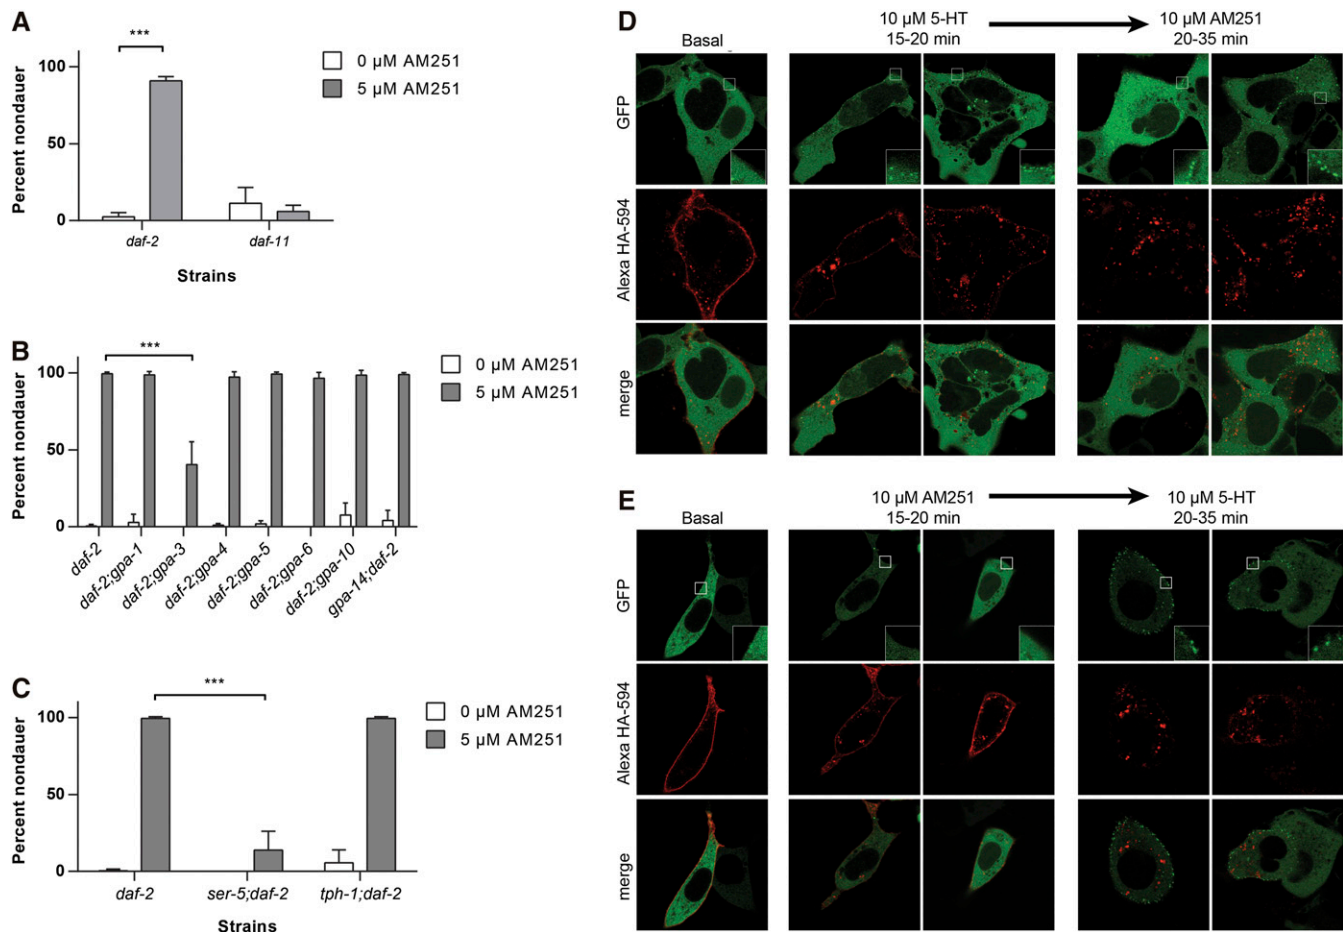 A
***
0 µM AM251
5 µM AM251
Percent nondauer
100
50
0
daf-2
daf-11
Strains
B
***
0 µM AM251
5 µM AM251
Percent nondauer
100
50
0
daf-2
daf-2;gpa-1
daf-2;gpa-3
daf-2;gpa-4
daf-2;gpa-5
daf-2;gpa-6
daf-2;gpa-10
gpa-14;daf-2
C
***
0 µM AM251
5 µM AM251
Percent nondauer
100
50
0
daf-2
ser-5;daf-2
tph-1;daf-2
Strains
D
10 µM 5-HT
10 µM AM251
Basal
15-20 min
20-35 min
GFP
Alexa HA-594
merge
E
10 µM AM251
10 µM 5-HT
Basal
15-20 min
20-35 min
GFP
Alexa HA-594
merge